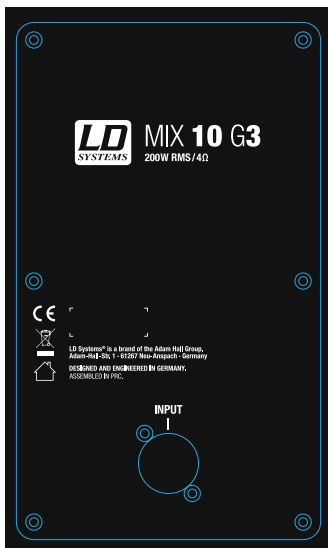 LD
SYSTEMS
MIX 10 G3
200W RMS/4Ω
CE
LD Systems® is a brand of the Adam Hall Group,
Adam-Hall-Str, 1 - 61267 Neu-Anspach - Germany
DESIGNED AND ENGINEERED IN GERMANY.
ASSEMBLED IN PRC.
INPUT